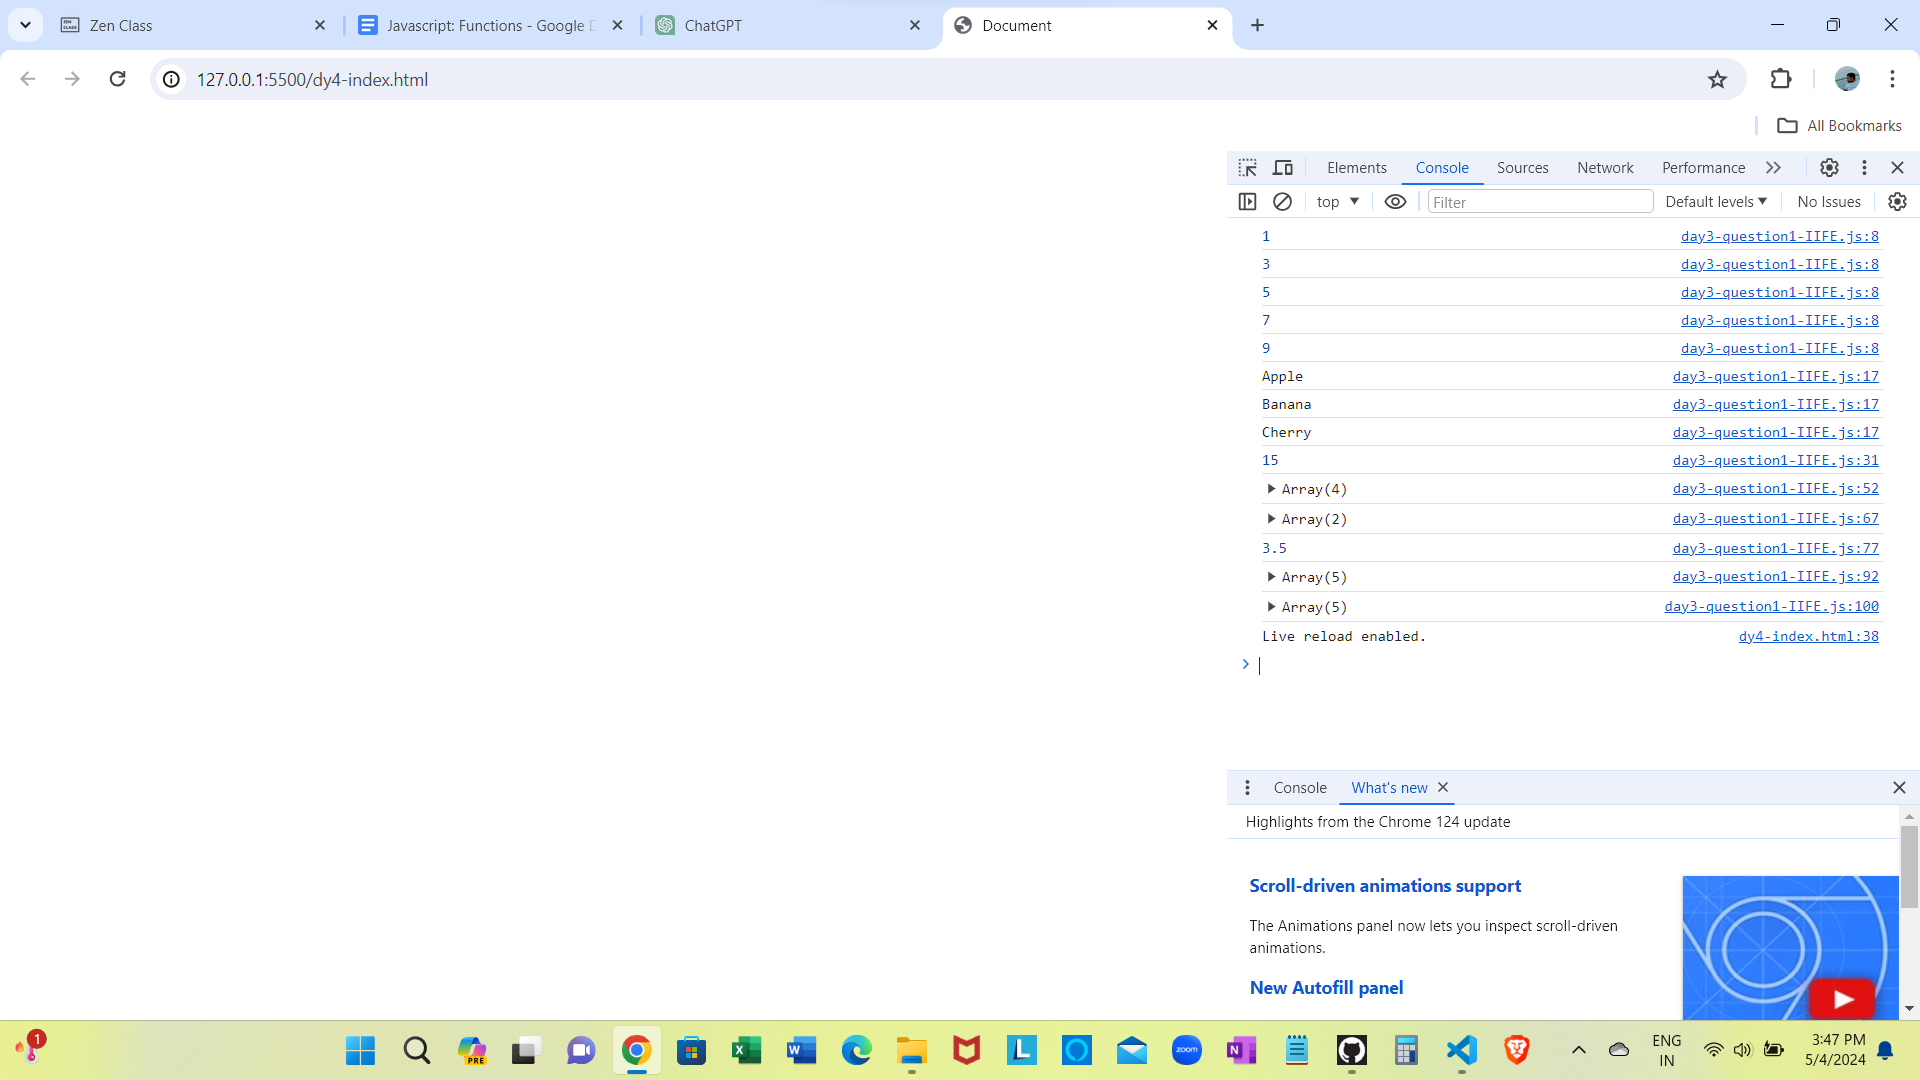 Zen Class
Javascript: Functions - Google D
ChatGPT
Document
127.0.0.1:5500/dy4-index.html
All Bookmarks
Elements Console Sources Network Performance
top Filter Default levels No Issues
1 day3-question1-IIFE.js:8
3 day3-question1-IIFE.js:8
5 day3-question1-IIFE.js:8
7 day3-question1-IIFE.js:8
9 day3-question1-IIFE.js:8
Apple day3-question1-IIFE.js:17
Banana day3-question1-IIFE.js:17
Cherry day3-question1-IIFE.js:17
15 day3-question1-IIFE.js:31
Array(4) day3-question1-IIFE.js:52
Array(2) day3-question1-IIFE.js:67
3.5 day3-question1-IIFE.js:77
Array(5) day3-question1-IIFE.js:92
Array(5) day3-question1-IIFE.js:100
Live reload enabled. dy4-index.html:38
Console What's new
Highlights from the Chrome 124 update
Scroll-driven animations support
The Animations panel now lets you inspect scroll-driven
animations.
New Autofill panel
1
PRE
zoom
ENG
IN
3:47 PM
5/4/2024